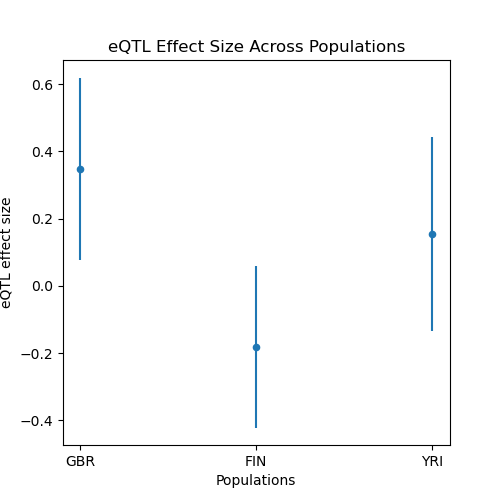 eQTL Effect Size Across Populations
eQTL effect size
0.6
0.4
0.2
0.0
−0.2
−0.4
GBR FIN YRI
Populations